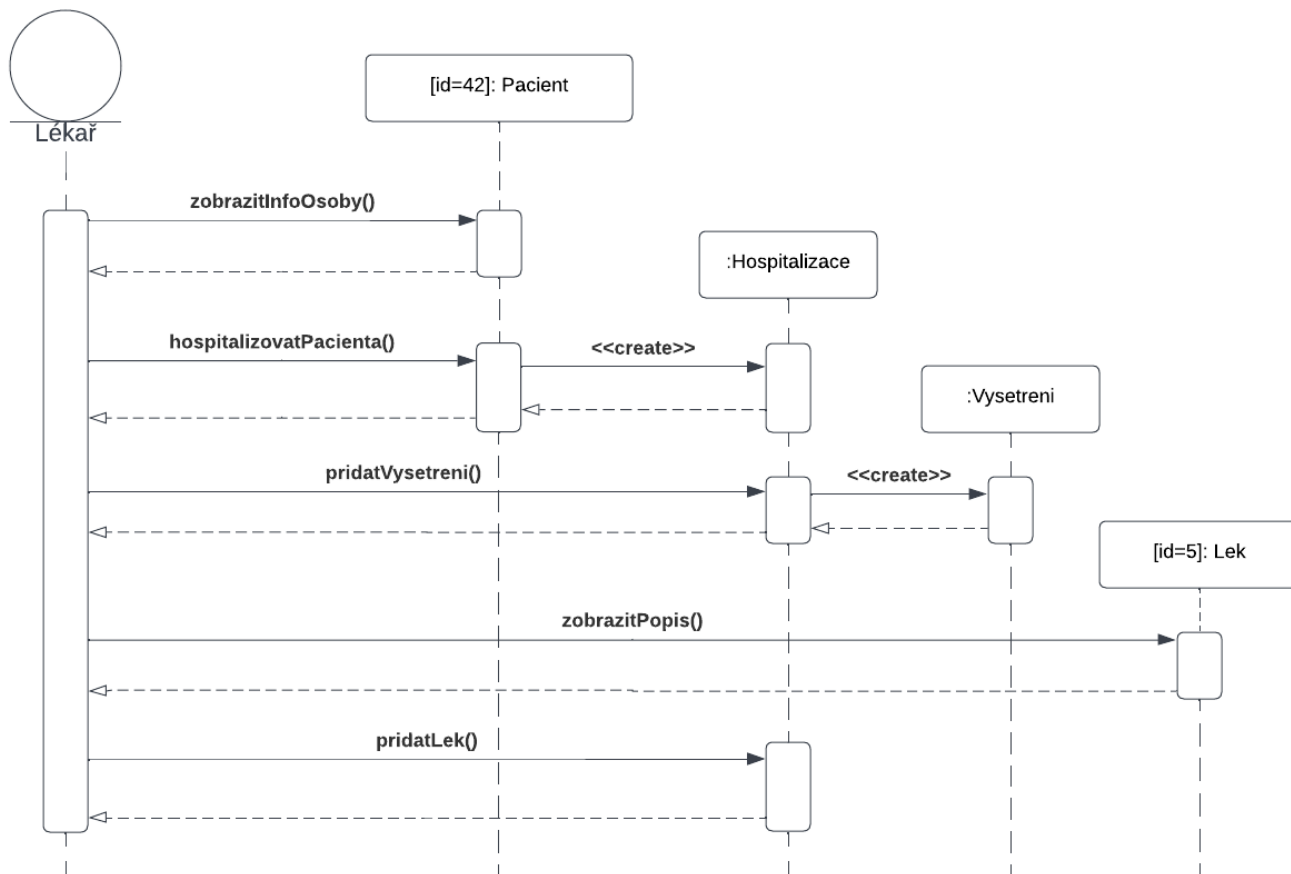 [id=42]: Pacient
Lékař
zobrazitInfoOsoby()
:Hospitalizace
hospitalizovatPacienta()
<<create>>
:Vysetreni
pridatVysetreni()
<<create>>
[id=5]: Lek
zobrazitPopis()
pridatLek()